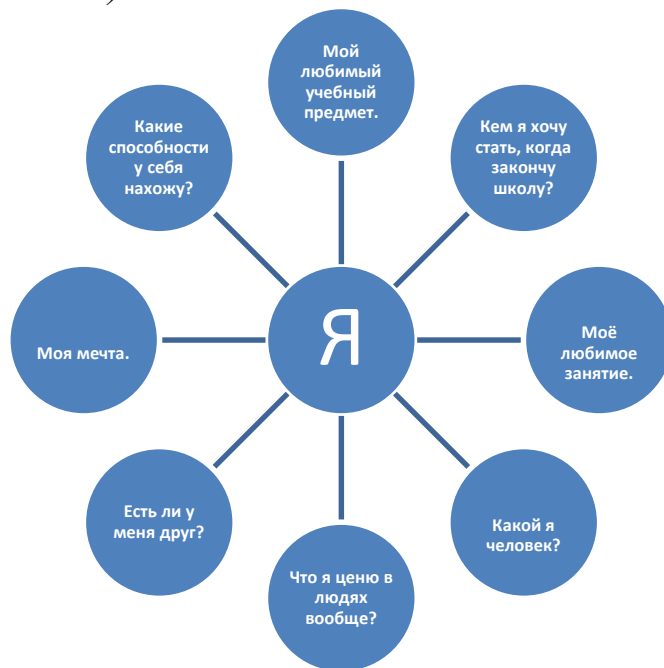 Мой
любимый
учебный
предмет.
Кем я хочу
стать, когда
закончу
школу?
Моё
любимое
занятие.
Какой я
человек?
Что я ценю в
людях
вообще?
Есть ли у
меня друг?
Моя мечта.
Какие
способности
у себя
нахожу?
Я